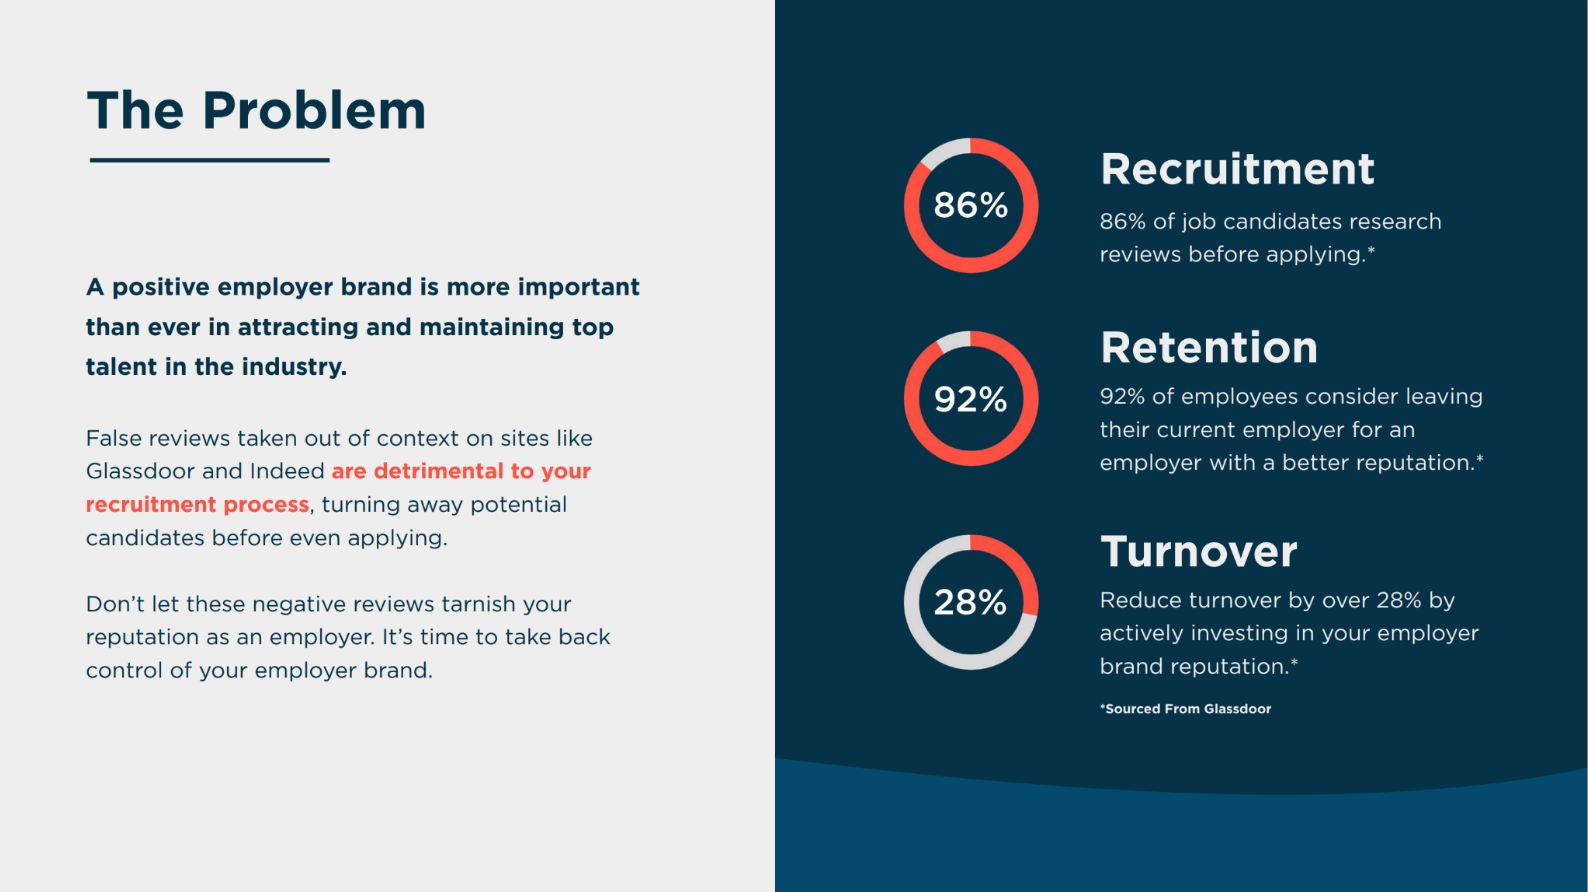 The Problem
A positive employer brand is more important
than ever in attracting and maintaining top
talent in the industry.
False reviews taken out of context on sites like
Glassdoor and Indeed are detrimental to your
recruitment process, turning away potential
candidates before even applying.
Don’t let these negative reviews tarnish your
reputation as an employer. It’s time to take back
control of your employer brand.
86%
Recruitment
86% of job candidates research
reviews before applying.*
92%
Retention
92% of employees consider leaving
their current employer for an
employer with a better reputation.*
28%
Turnover
Reduce turnover by over 28% by
actively investing in your employer
brand reputation.*
*Sourced From Glassdoor